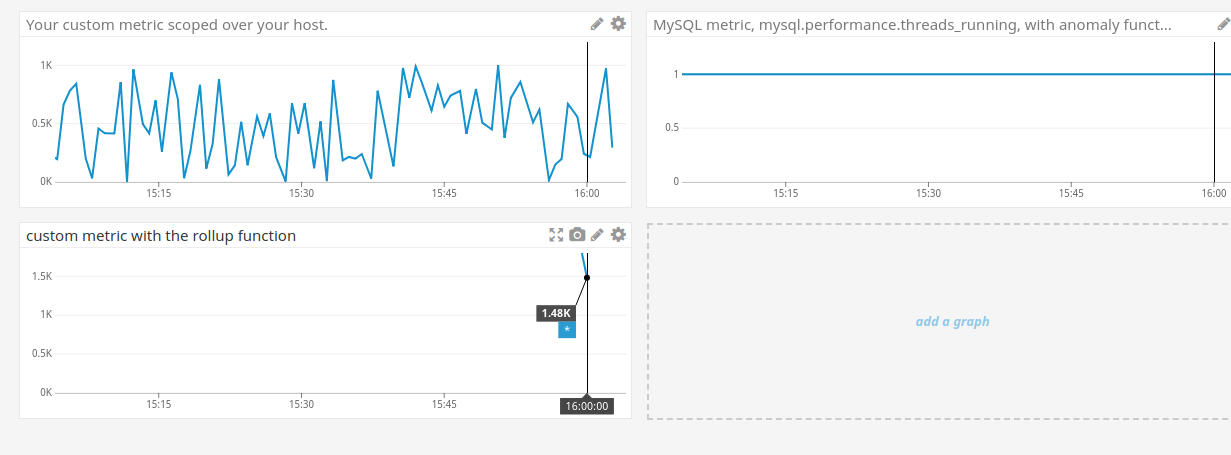 Your custom metric scoped over your host.
1K
0.5K
0K
15:15 15:30 15:45 16:00
MySQL metric, mysql.performance.threads_running, with anomaly funct...
1
0.5
0
15:15 15:30 15:45 16:00
custom metric with the rollup function
1.5K
1K
0.5K
0K
1.48K
*
15:15 15:30 15:45 16:00:00
add a graph